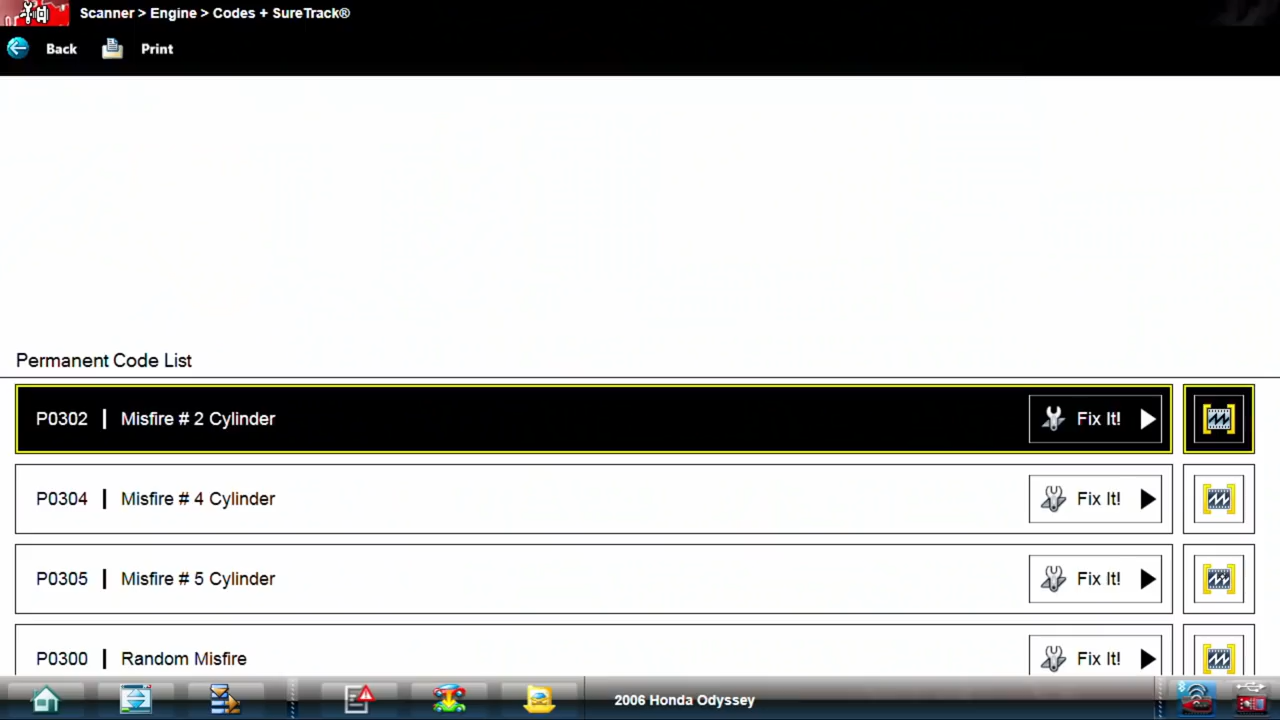 Scanner > Engine > Codes + SureTrack®
Back Print
Permanent Code List
P0302 | Misfire # 2 Cylinder Fix It!
P0304 | Misfire # 4 Cylinder Fix It!
P0305 | Misfire # 5 Cylinder Fix It!
P0300 | Random Misfire Fix It!
2006 Honda Odyssey